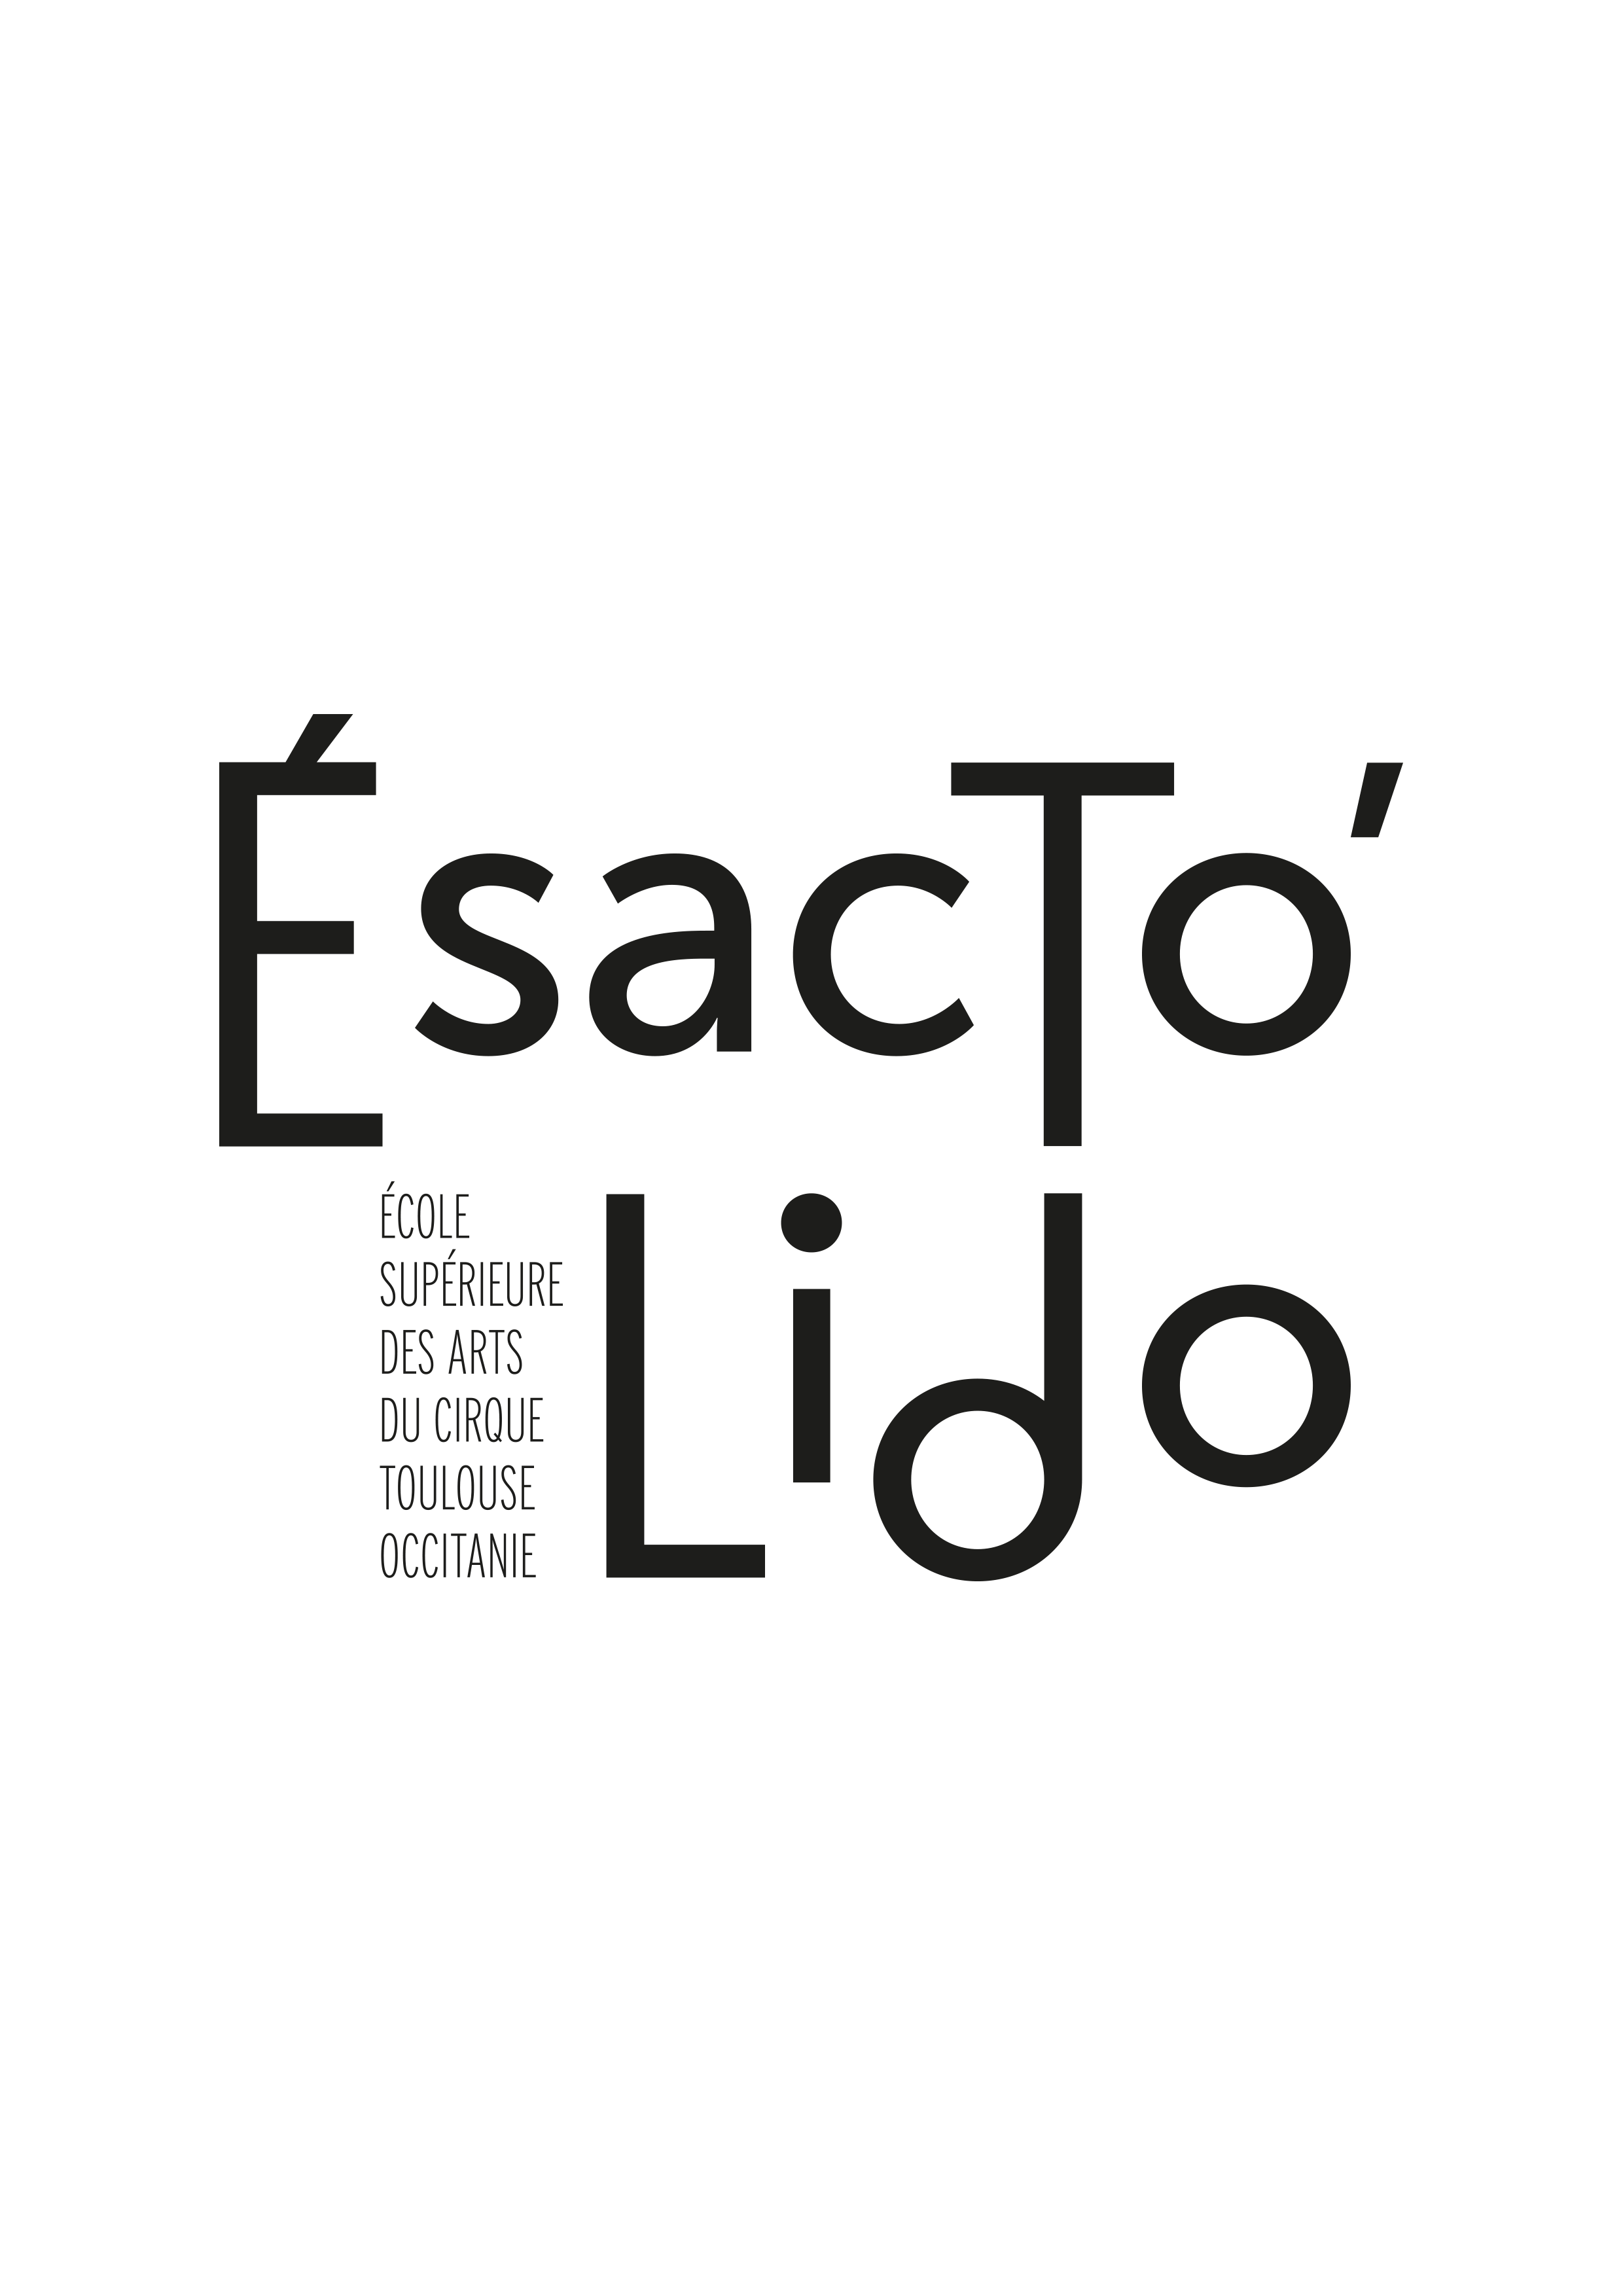 ÉsacTo'
Lido
ÉCOLE
SUPÉRIEURE
DES ARTS
DU CIRQUE
TOULOUSE
OCCITANIE